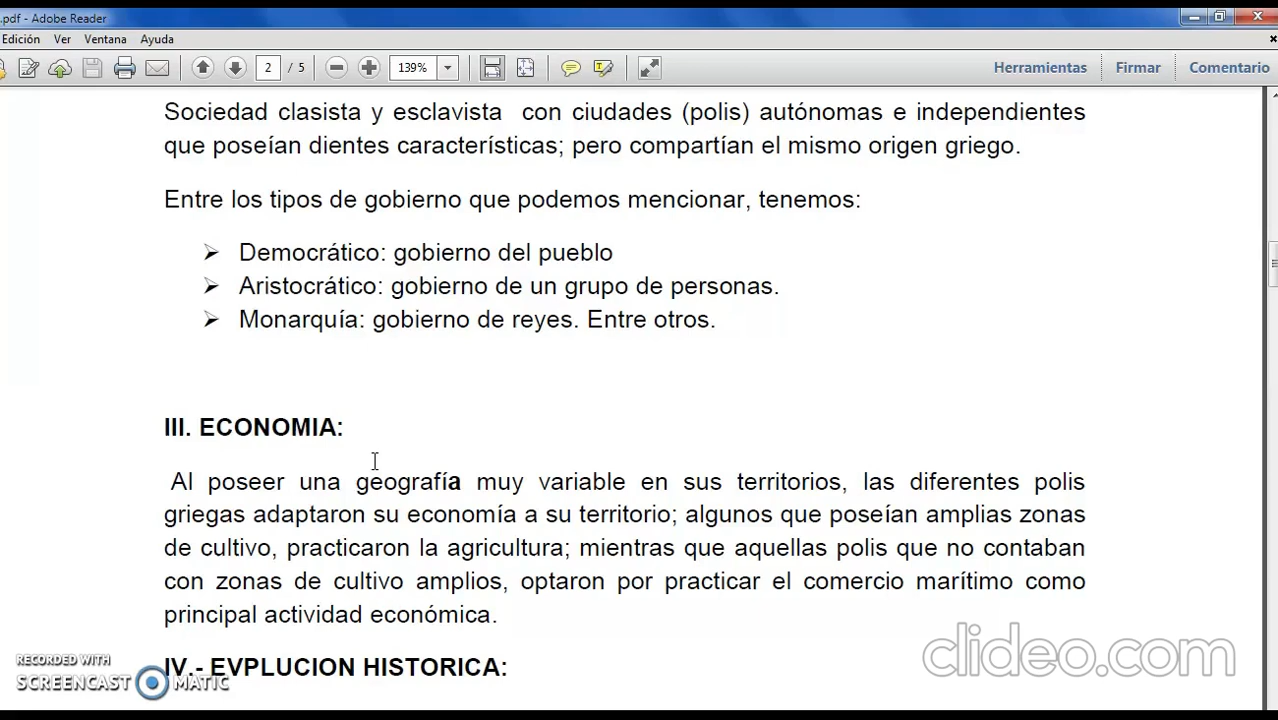 .pdf - Adobe Reader
Edición Ver Ventana Ayuda
2 / 5 139% Herramientas Firmar Comentario
Sociedad clasista y esclavista con ciudades (polis) autónomas e independientes
que poseían dientes características; pero compartían el mismo origen griego.
Entre los tipos de gobierno que podemos mencionar, tenemos:
➢ Democrático: gobierno del pueblo
➢ Aristocrático: gobierno de un grupo de personas.
➢ Monarquía: gobierno de reyes. Entre otros.
III. ECONOMIA:
Al poseer una geografía muy variable en sus territorios, las diferentes polis
griegas adaptaron su economía a su territorio; algunos que poseían amplias zonas
de cultivo, practicaron la agricultura; mientras que aquellas polis que no contaban
con zonas de cultivo amplios, optaron por practicar el comercio marítimo como
principal actividad económica.
IV.- EVPLUCION HISTORICA:
RECORDED WITH
SCREENCAST MATIC
clideo.com